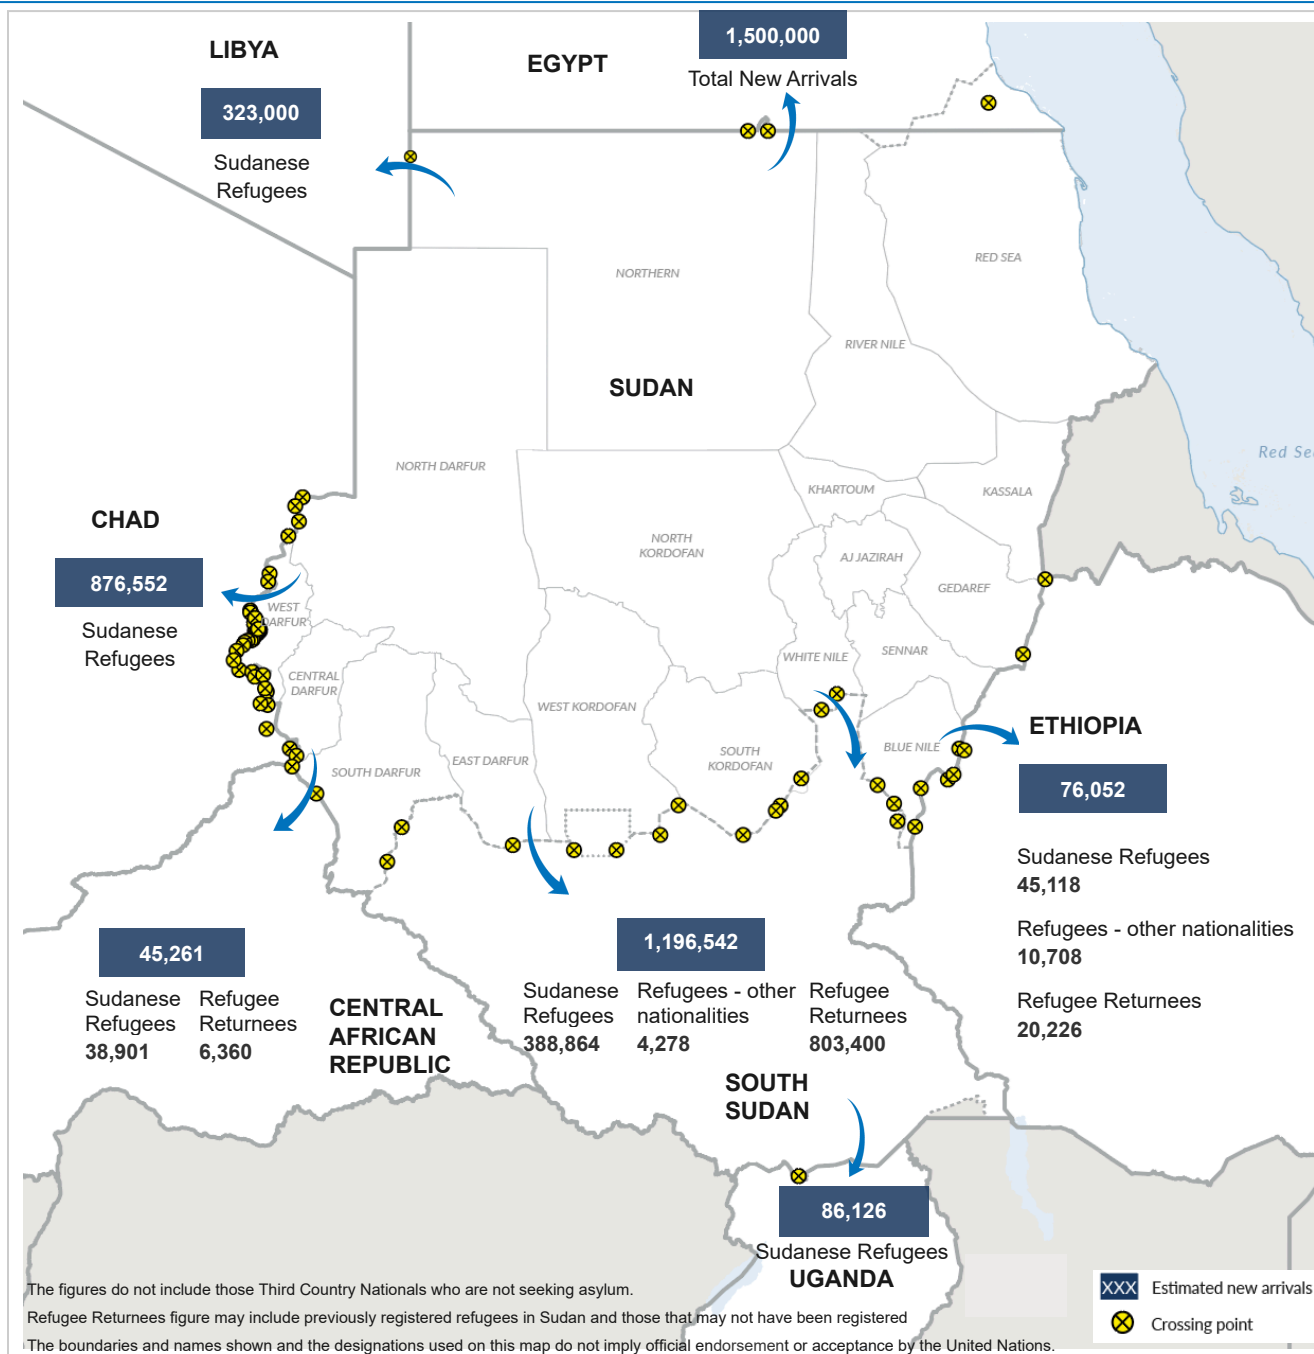 LIBYA
323,000
Sudanese
Refugees
EGYPT
1,500,000
Total New Arrivals
NORTHERN
RED SEA
RIVER NILE
SUDAN
NORTH DARFUR
KHARTOUM
KASSALA
Red Se
CHAD
876,552
Sudanese
Refugees
NORTH
KORDOFAN
AJ JAZIRAH
GEDAREF
WEST
DARFUR
CENTRAL
DARFUR
WHITE NILE
SENNAR
WEST KORDOFAN
SOUTH
KORDOFAN
BLUE NILE
SOUTH DARFUR
EAST DARFUR
ETHIOPIA
76,052
Sudanese Refugees
45,118
Refugees - other nationalities
10,708
Refugee Returnees
20,226
45,261
Sudanese
Refugees
38,901
Refugee
Returnees
6,360
CENTRAL
AFRICAN
REPUBLIC
1,196,542
Sudanese
Refugees
388,864
Refugees - other
nationalities
4,278
Refugee
Returnees
803,400
SOUTH
SUDAN
86,126
Sudanese Refugees
UGANDA
The figures do not include those Third Country Nationals who are not seeking asylum.
Refugee Returnees figure may include previously registered refugees in Sudan and those that may not have been registered
The boundaries and names shown and the designations used on this map do not imply official endorsement or acceptance by the United Nations.
XXX Estimated new arrivals
Crossing point